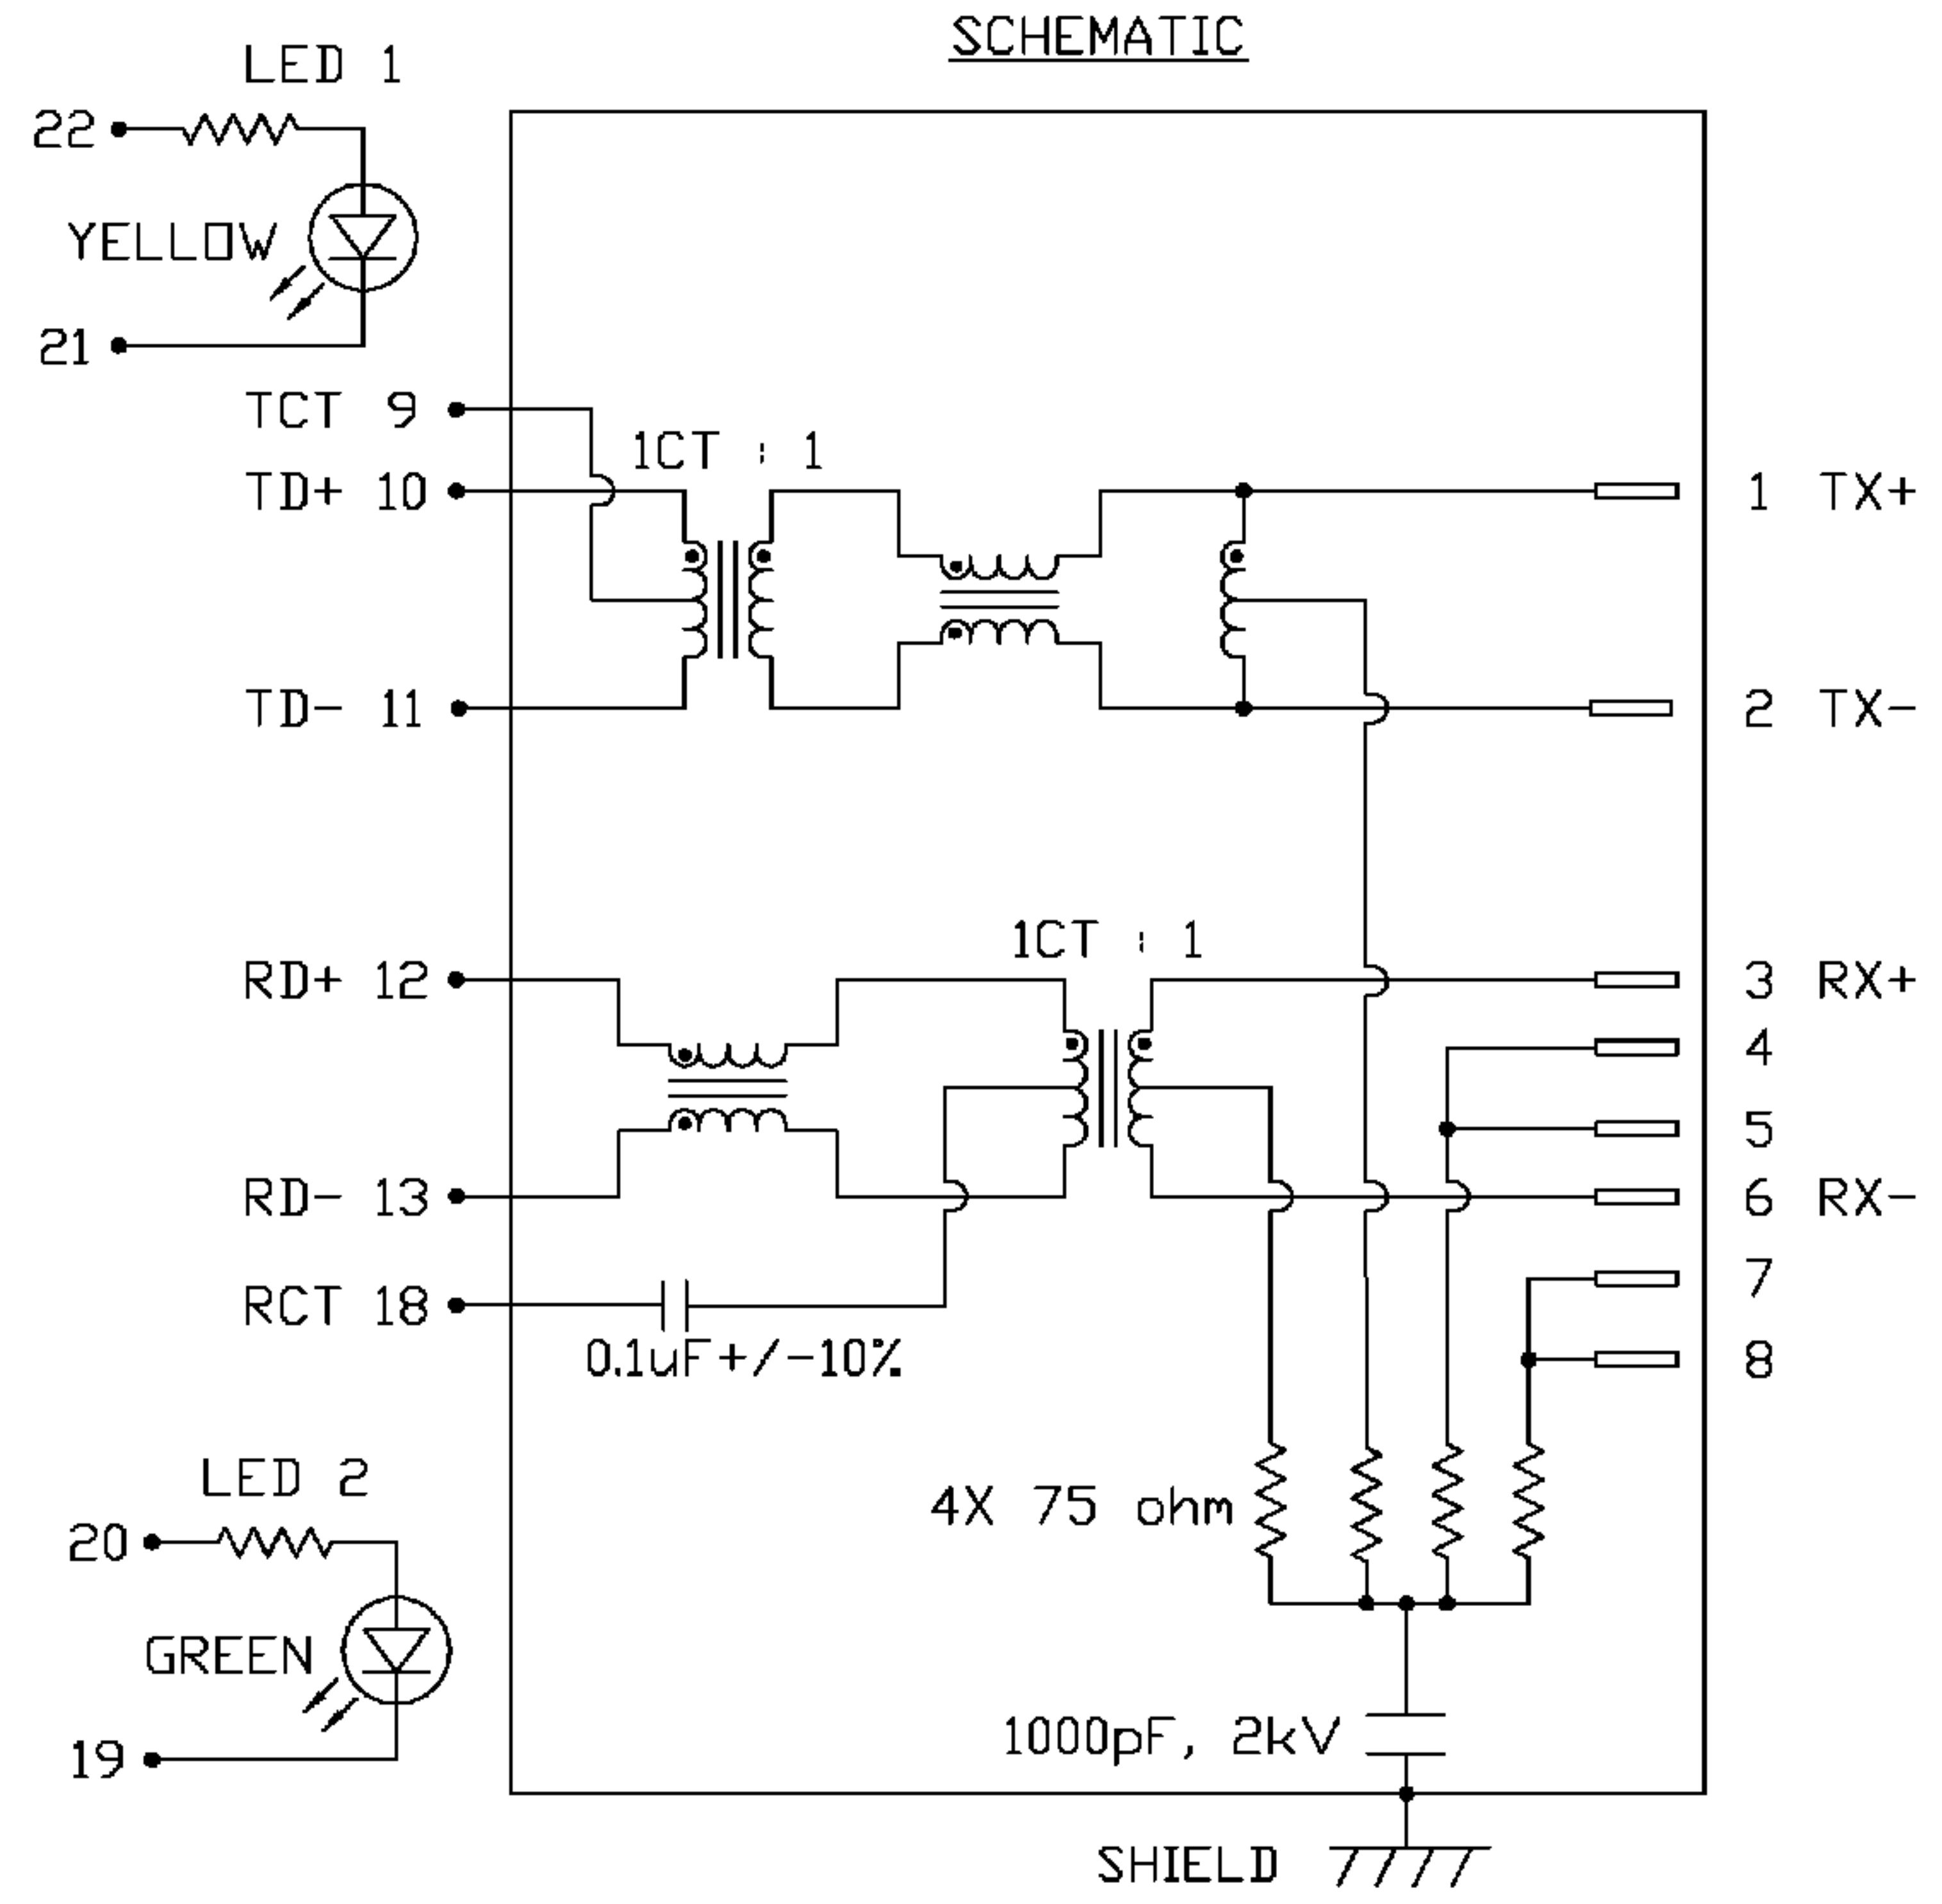 SCHEMATIC
LED 1
22
YELLOW
21
TCT 9
1CT : 1
TD+ 10
1 TX+
TD- 11
2 TX-
1CT : 1
RD+ 12
3 RX+
4
5
RD- 13
6 RX-
7
RCT 18
0.1uF+/-10%
8
LED 2
4X 75 ohm
20
GREEN
1000pF, 2kV
19
SHIELD